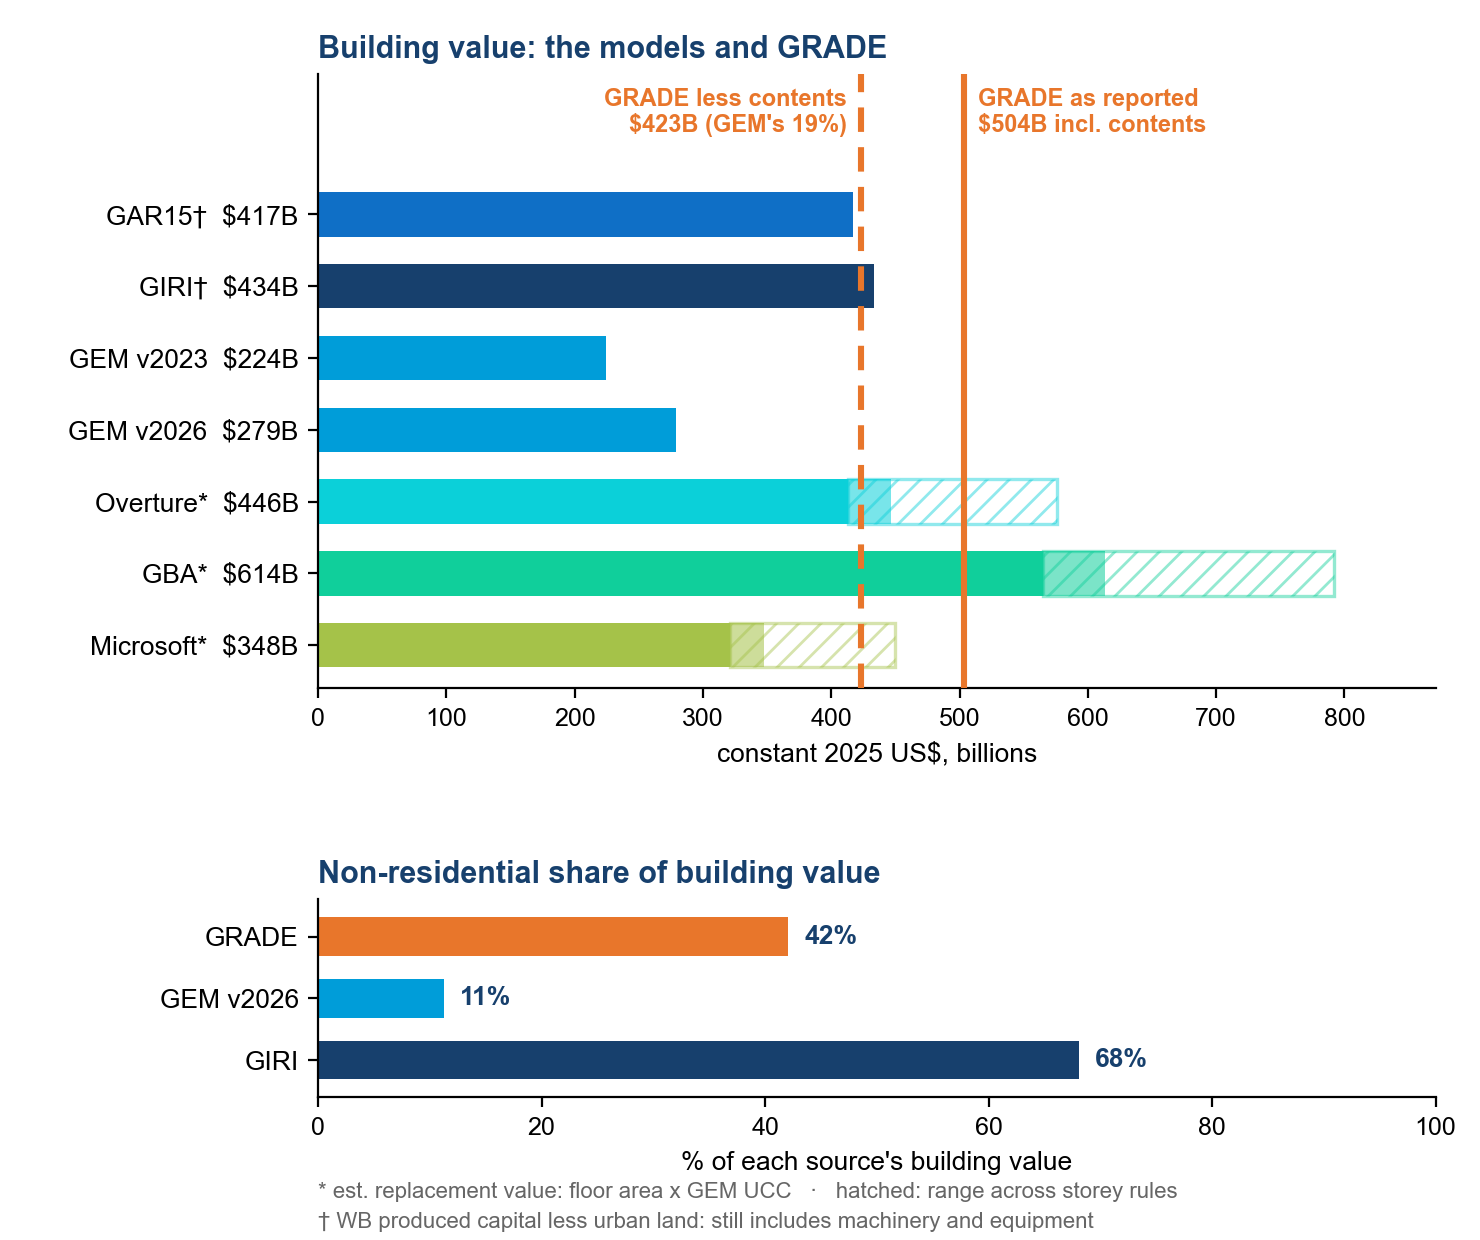 Building value: the models and GRADE
GRADE less contents
$423B (GEM's 19%)
GRADE as reported
$504B incl. contents
GAR15† $417B
GIRI† $434B
GEM v2023 $224B
GEM v2026 $279B
Overture* $446B
GBA* $614B
Microsoft* $348B
0 100 200 300 400 500 600 700 800
constant 2025 US$, billions
Non-residential share of building value
GRADE 42%
GEM v2026 11%
GIRI 68%
0 20 40 60 80 100
% of each source's building value
* est. replacement value: floor area x GEM UCC · hatched: range across storey rules
† WB produced capital less urban land: still includes machinery and equipment